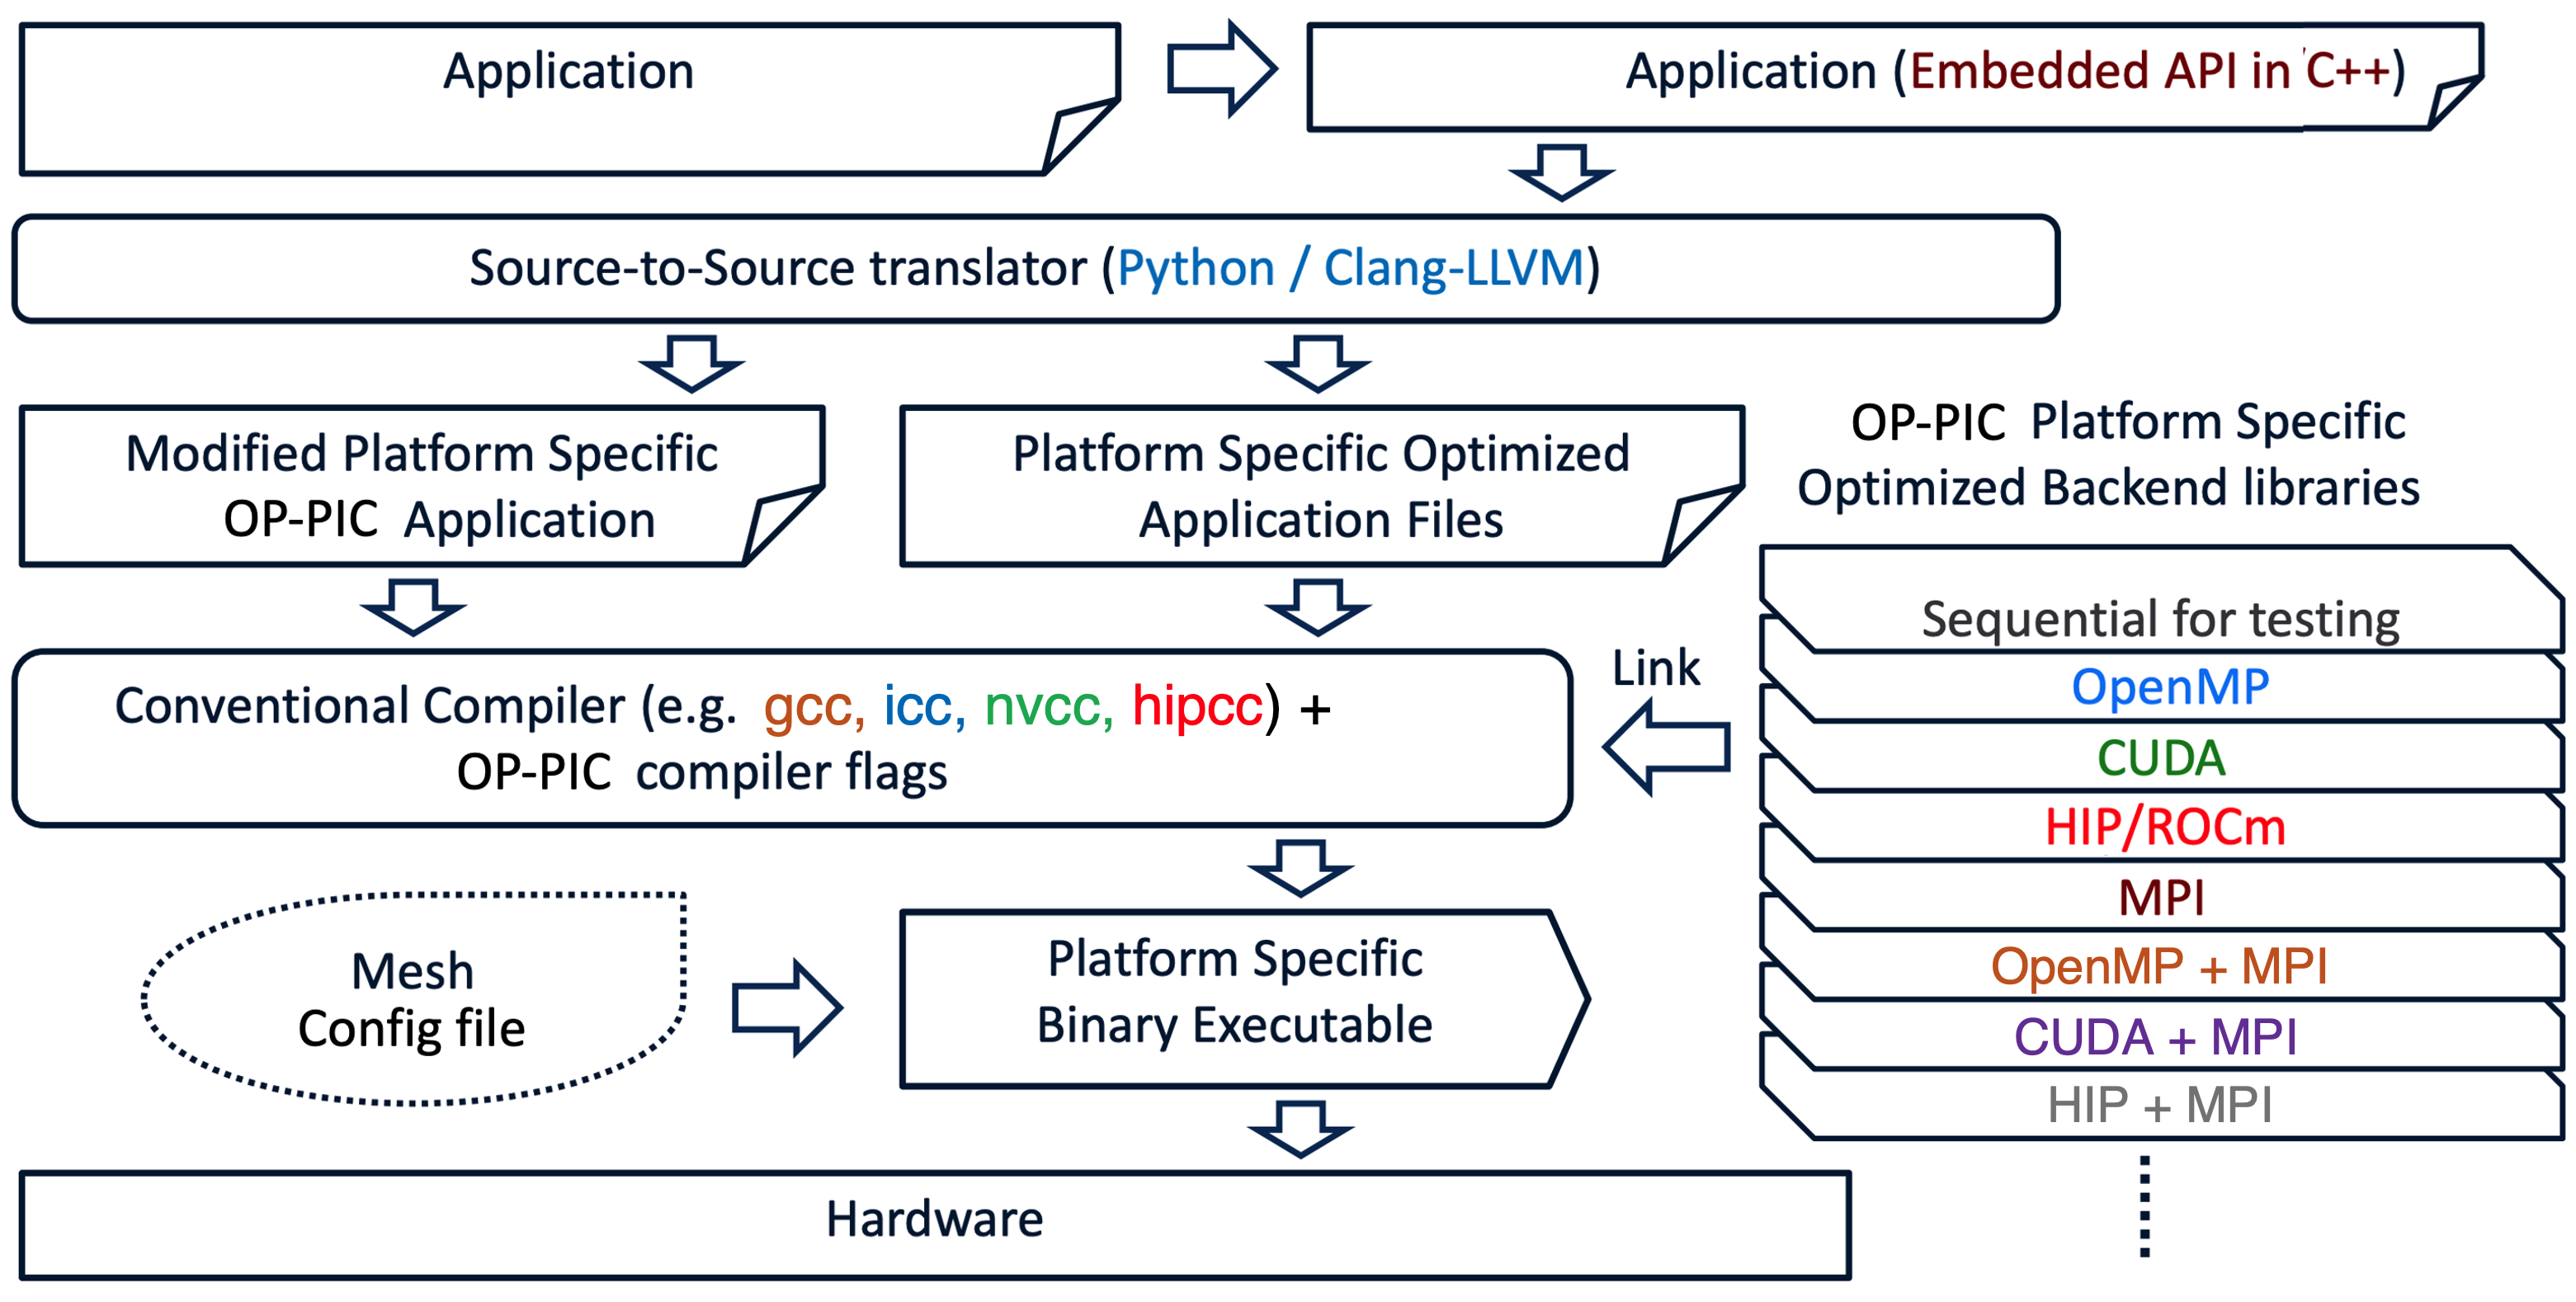 Application
Application (Embedded API in C++)
Source-to-Source translator (Python / Clang-LLVM)
Modified Platform Specific
OP-PIC Application
Platform Specific Optimized
Application Files
OP-PIC Platform Specific
Optimized Backend libraries
Sequential for testing
OpenMP
CUDA
HIP/ROCm
MPI
OpenMP + MPI
CUDA + MPI
HIP + MPI
Link
Conventional Compiler (e.g. gcc, icc, nvcc, hipcc) +
OP-PIC compiler flags
Mesh
Config file
Platform Specific
Binary Executable
Hardware